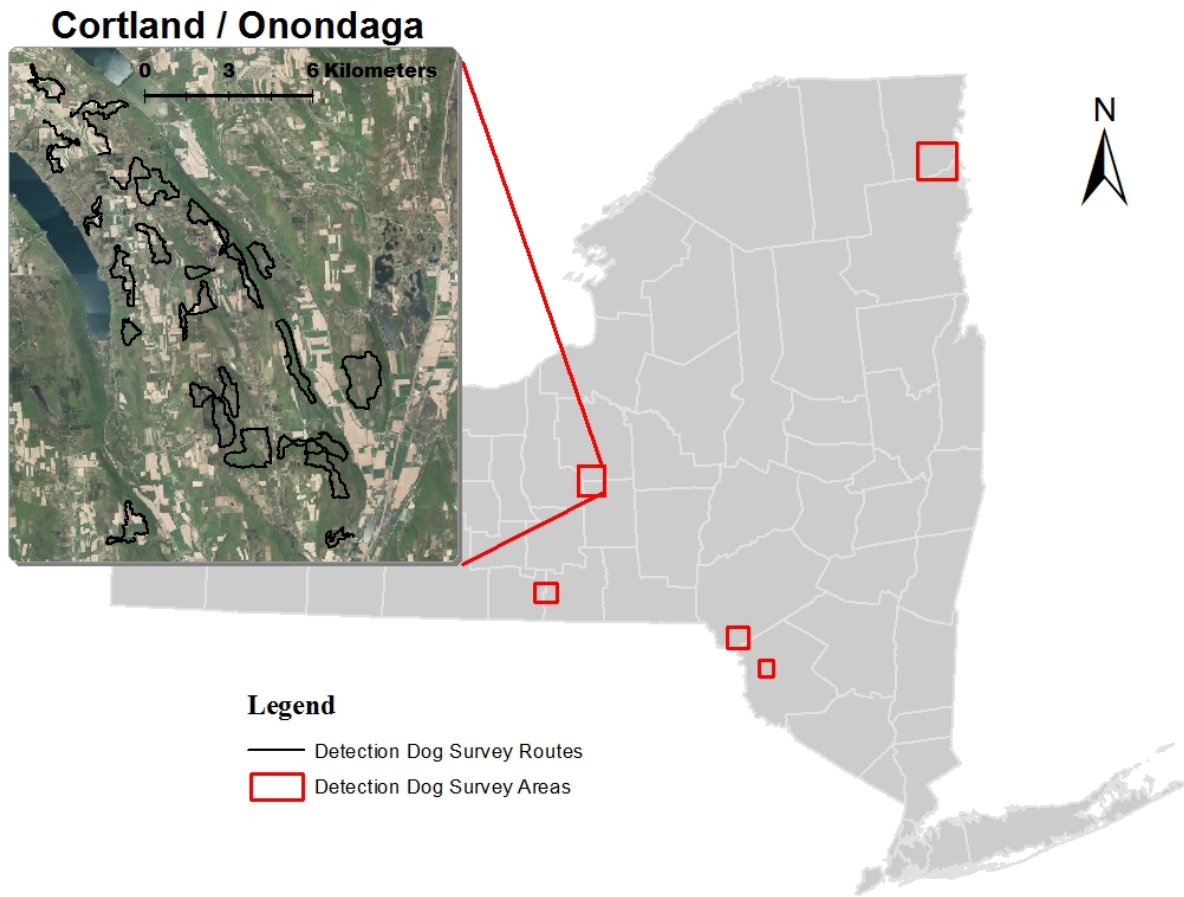 Cortland / Onondaga
0 3 6 Kilometers
N
Legend
Detection Dog Survey Routes
Detection Dog Survey Areas